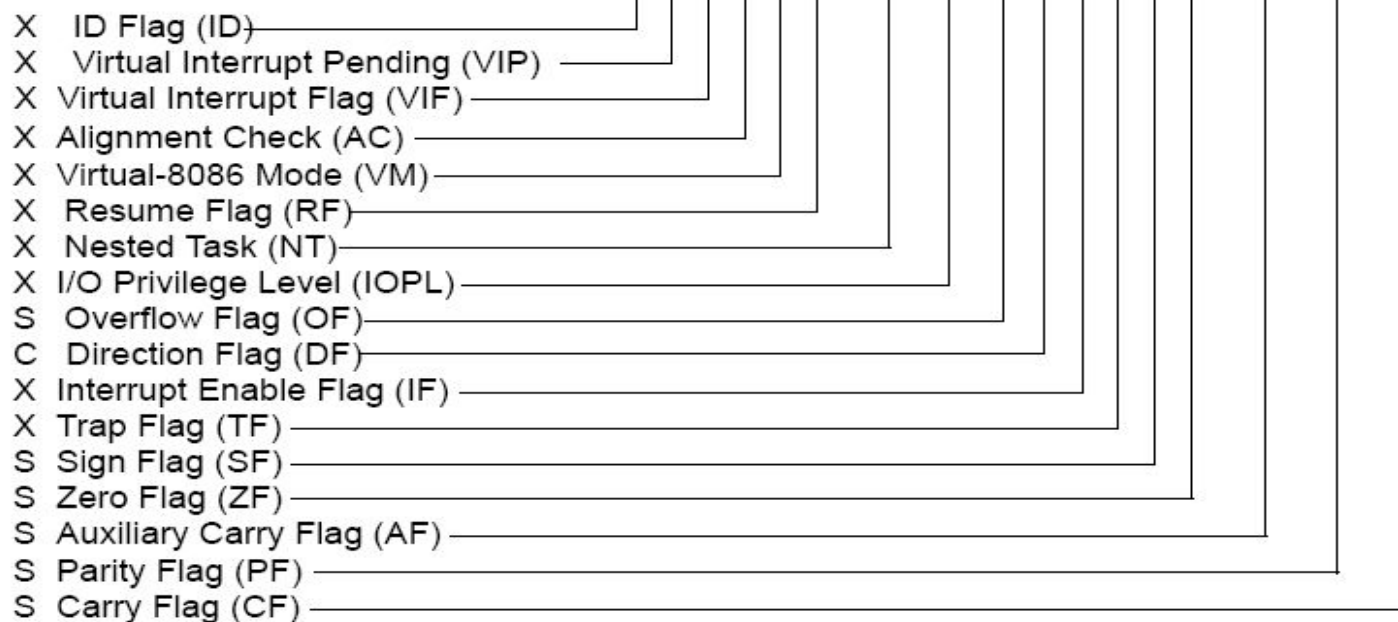 X ID Flag (ID)
X Virtual Interrupt Pending (VIP)
X Virtual Interrupt Flag (VIF)
X Alignment Check (AC)
X Virtual-8086 Mode (VM)
X Resume Flag (RF)
X Nested Task (NT)
X I/O Privilege Level (IOPL)
S Overflow Flag (OF)
C Direction Flag (DF)
X Interrupt Enable Flag (IF)
X Trap Flag (TF)
S Sign Flag (SF)
S Zero Flag (ZF)
S Auxiliary Carry Flag (AF)
S Parity Flag (PF)
S Carry Flag (CF)